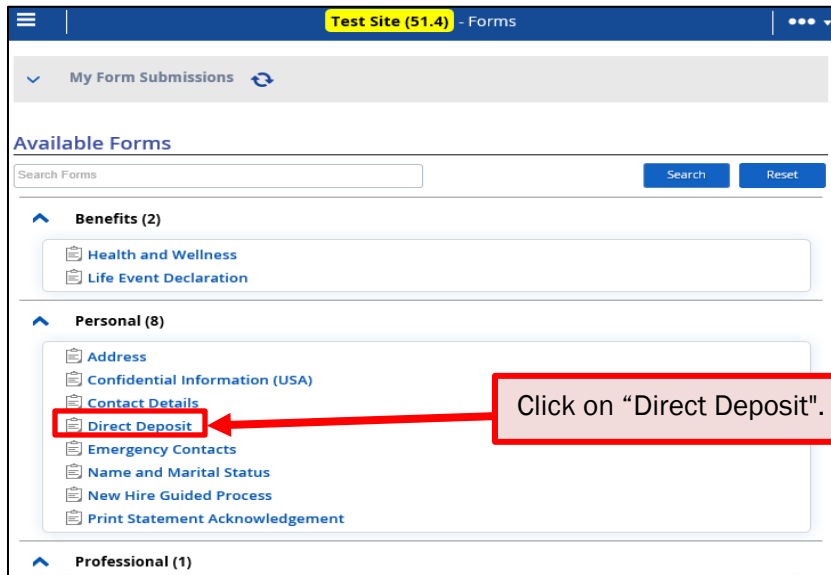 Test Site (51.4) - Forms
My Form Submissions
Available Forms
Search Forms
Search
Reset
Benefits (2)
Health and Wellness
Life Event Declaration
Personal (8)
Address
Confidential Information (USA)
Contact Details
Direct Deposit
Click on “Direct Deposit".
Emergency Contacts
Name and Marital Status
New Hire Guided Process
Print Statement Acknowledgement
Professional (1)